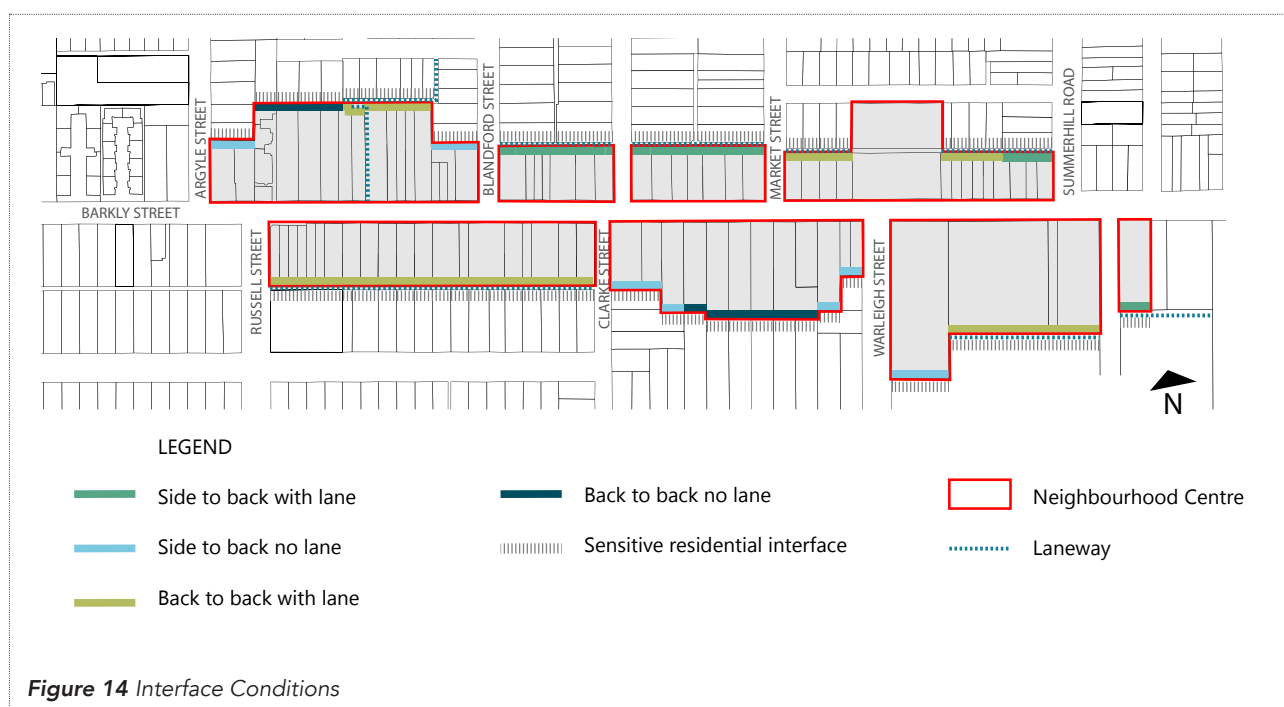 ARGYLE STREET
BLANDFORD STREET
MARKET STREET
SUMMERHILL ROAD
BARKLY STREET
RUSSELL STREET
CLARKE STREET
WARLEIGH STREET
N
LEGEND
Side to back with lane
Side to back no lane
Back to back with lane
Back to back no lane
Sensitive residential interface
Neighbourhood Centre
Laneway
Figure 14 Interface Conditions